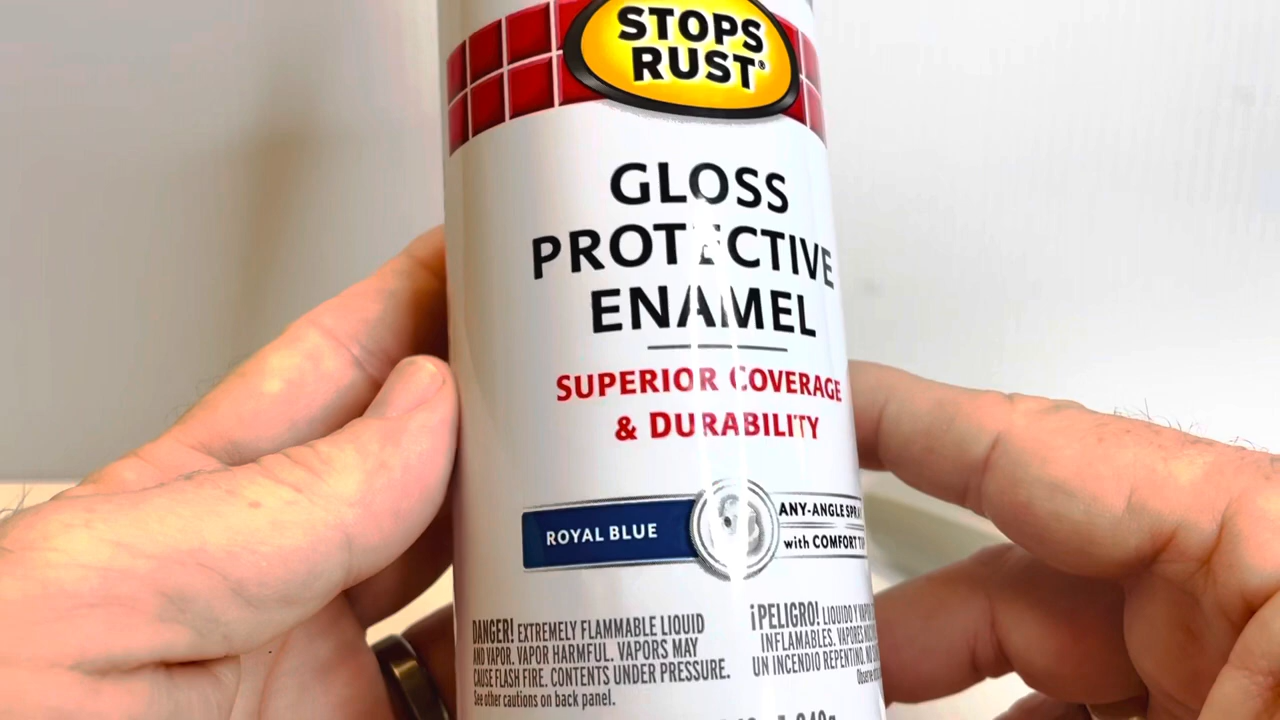 STOPS
RUST®
GLOSS
PROTECTIVE
ENAMEL
SUPERIOR COVERAGE
& DURABILITY
ROYAL BLUE
ANY-ANGLE
with COMFORT
DANGER! EXTREMELY FLAMMABLE LIQUID
AND VAPOR. VAPOR HARMFUL. VAPORS MAY
CAUSE FLASH FIRE. CONTENTS UNDER PRESSURE.
See other cautions on back panel.
¡PELIGRO! LIQUIDO Y
INFLAMABLES. VAPORES
UN INCENDIO REPENTINO.